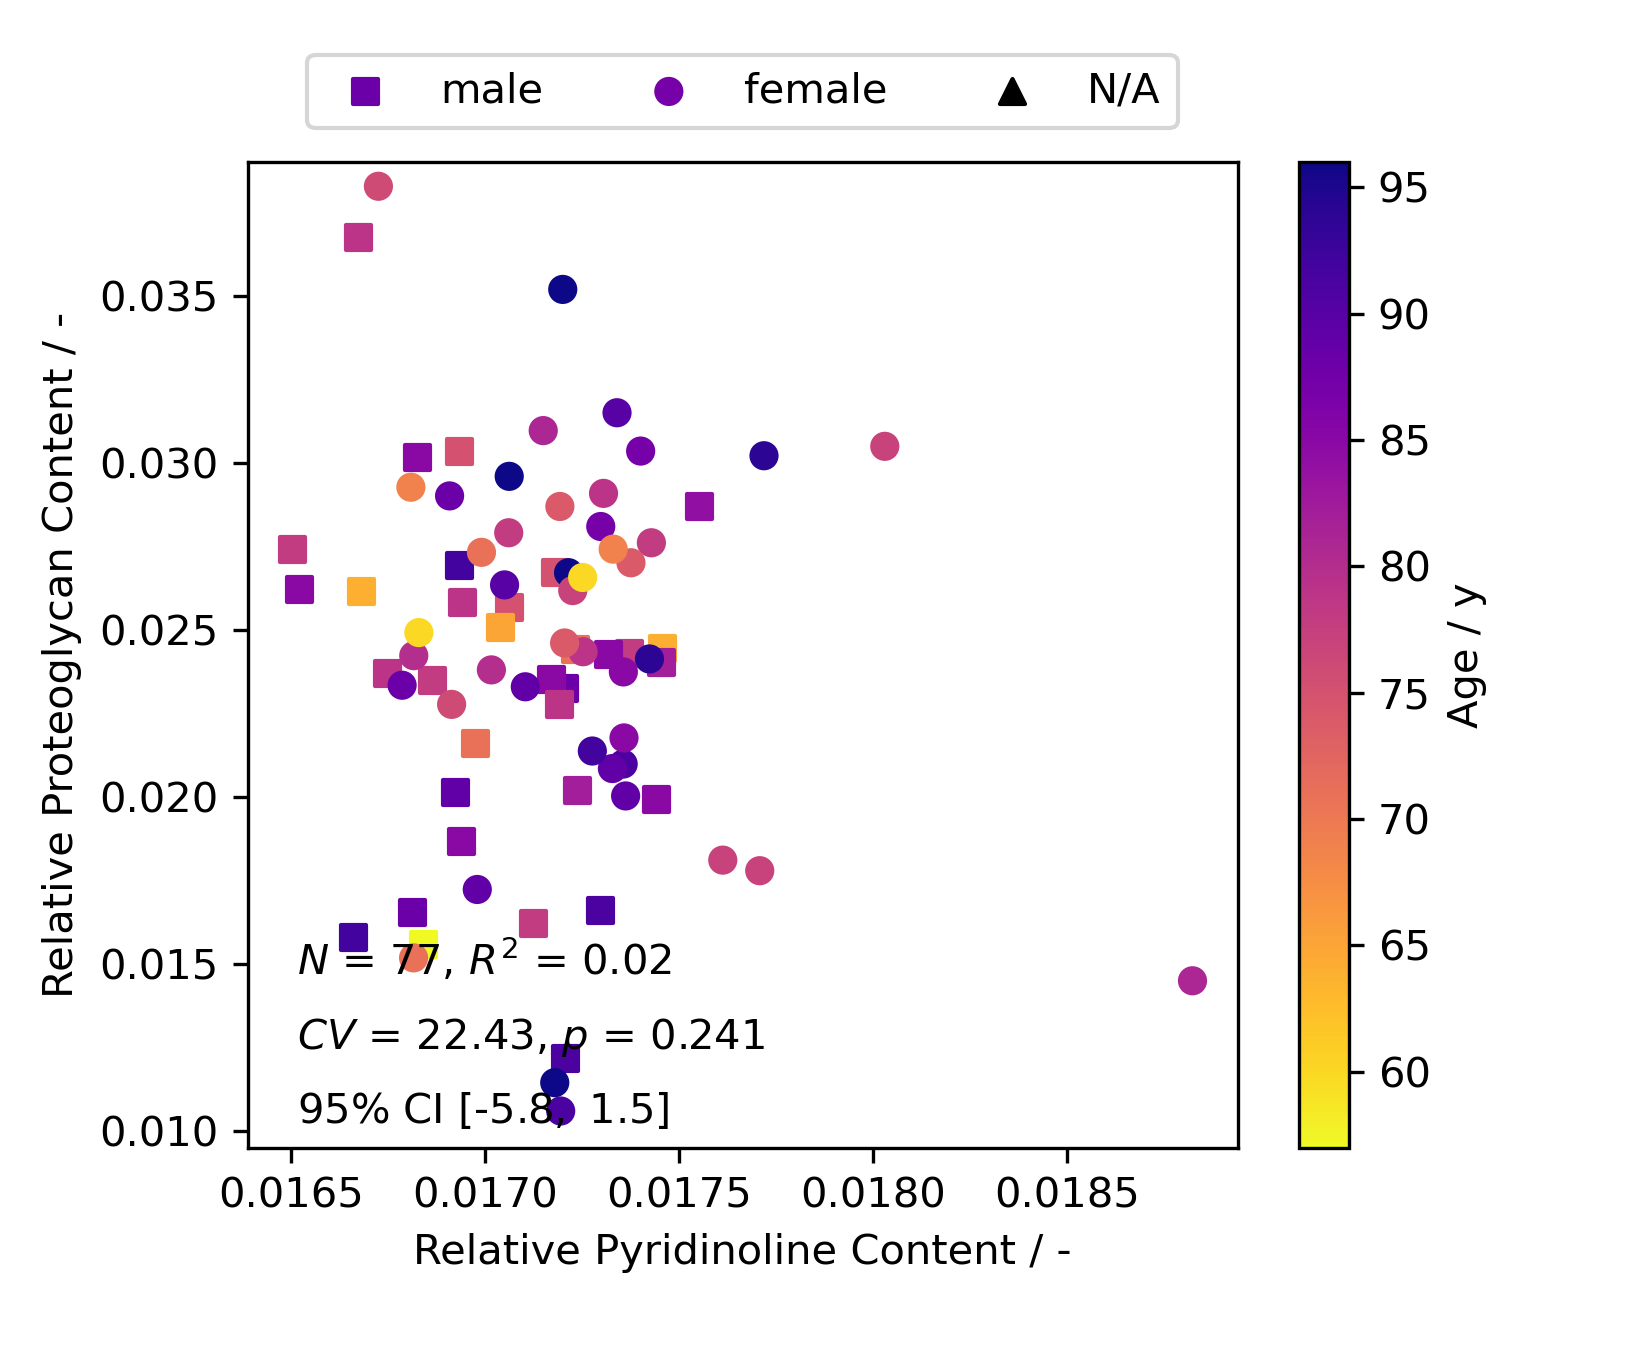 male female N/A
Relative Proteoglycan Content / -
0.035
0.030
0.025
0.020
0.015
0.010
N = 77, R² = 0.02
CV = 22.43, p = 0.241
95% CI [-5.8, 1.5]
0.0165 0.0170 0.0175 0.0180 0.0185
Relative Pyridinoline Content / -
95
90
85
80
75
70
65
60
Age / y